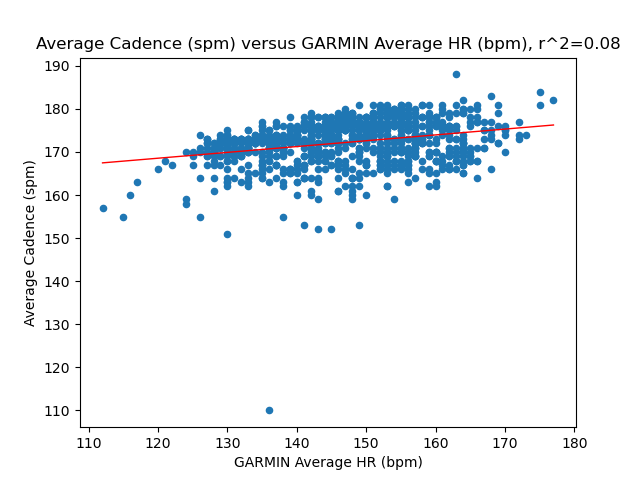 Average Cadence (spm) versus GARMIN Average HR (bpm), r^2=0.08
190
180
170
160
150
140
130
120
110
Average Cadence (spm)
110 120 130 140 150 160 170 180
GARMIN Average HR (bpm)